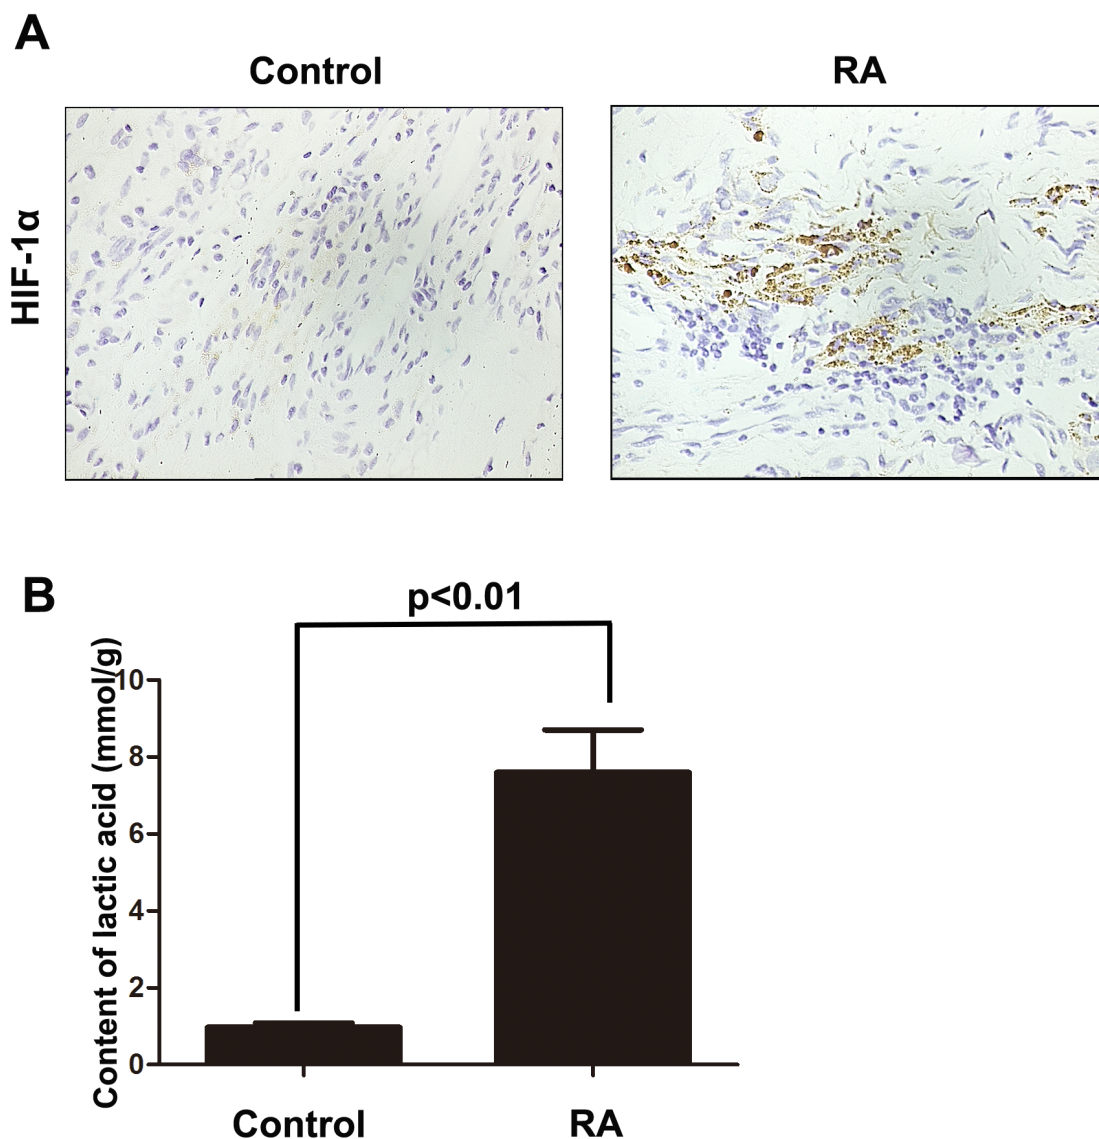 A
Control
RA
HIF-1α
B
p<0.01
Content of lactic acid (mmol/g)
10
8
6
4
2
0
Control
RA